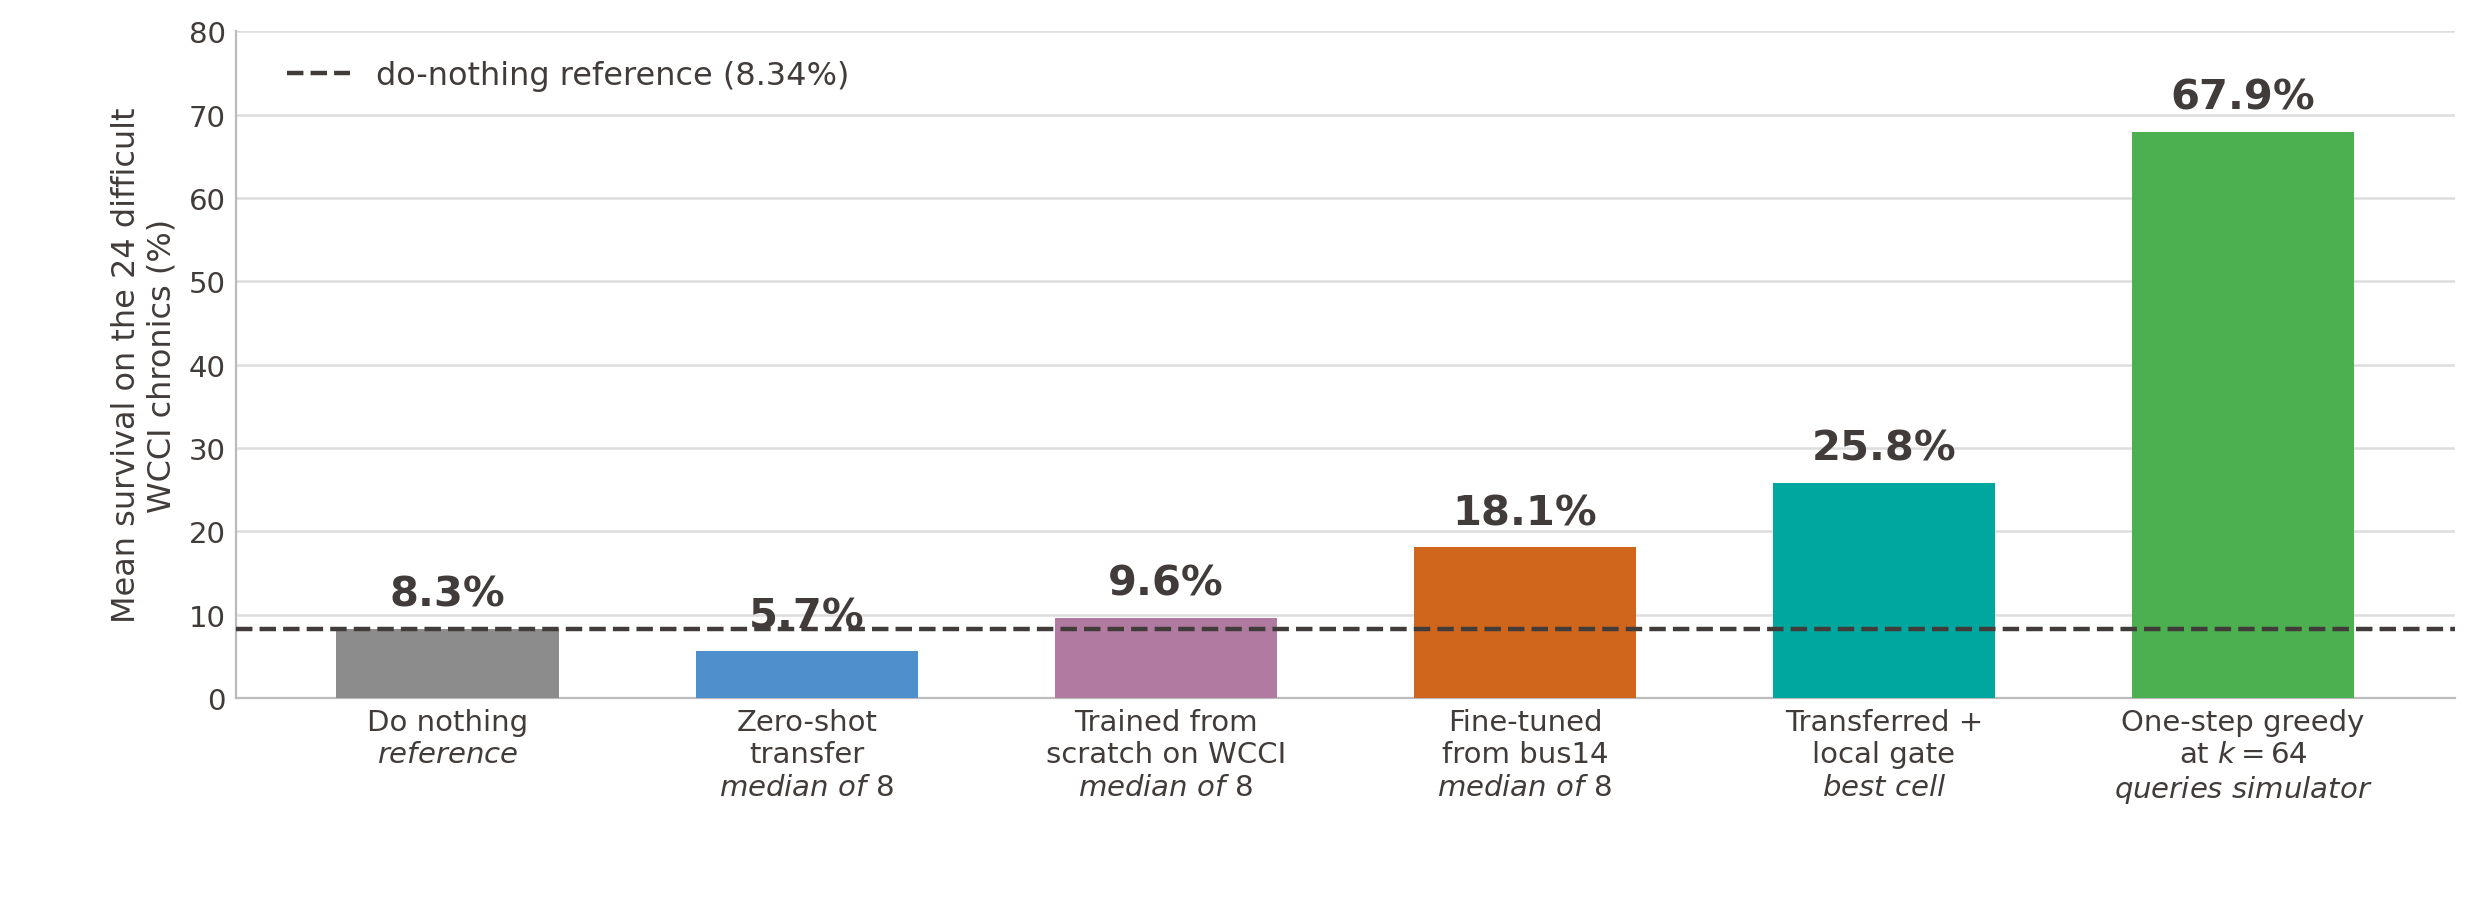 80
do-nothing reference (8.34%)
67.9%
70
60
50
40
30
20
10
0
Mean survival on the 24 difficult
WCCI chronics (%)
25.8%
18.1%
9.6%
8.3%
5.7%
Do nothing
reference
Zero-shot
transfer
median of 8
Trained from
scratch on WCCI
median of 8
Fine-tuned
from bus14
median of 8
Transferred +
local gate
best cell
One-step greedy
at k = 64
queries simulator